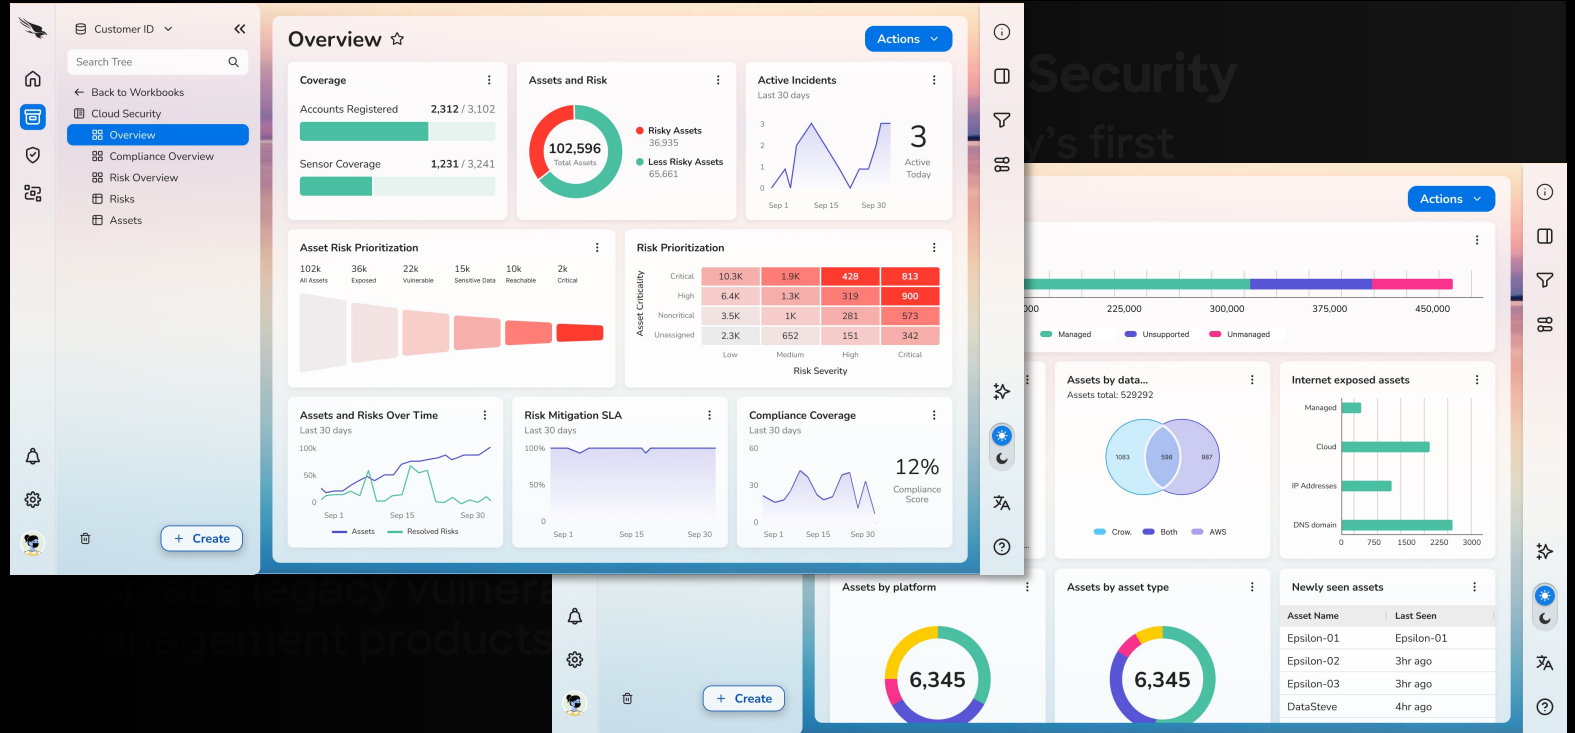 Customer ID
Search Tree
Back to Workbooks
Cloud Security
Overview
Compliance Overview
Risk Overview
Risks
Assets
+ Create
Overview
Actions
Coverage
Accounts Registered 2,312 / 3,102
Sensor Coverage 1,231 / 3,241
Assets and Risk
102,596
Total Assets
Risky Assets
36,935
Less Risky Assets
65,661
Active Incidents
Last 30 days
3
2
1
0
Sep 1 Sep 15 Sep 30
3
Active
Today
Asset Risk Prioritization
102k 36k 22k 15k 10k 2k
All Assets Exposed Vulnerable Sensitive Data Reachable Critical
Risk Prioritization
Asset Criticality
Critical 10.3K 1.9K 428 813
High 6.4K 1.3K 319 900
Noncritical 3.5K 1K 281 573
Unassigned 2.3K 652 151 342
Low Medium High Critical
Risk Severity
Assets and Risks Over Time
Last 30 days
100k
50k
0
Sep 1 Sep 15 Sep 30
Assets Resolved Risks
Risk Mitigation SLA
Last 30 days
100%
50%
0
Sep 1 Sep 15 Sep 30
Compliance Coverage
Last 30 days
60
30
0
Sep 1 Sep 15 Sep 30
12%
Compliance
Score
Security
y's first
legacy vulnera
management products
Actions
000 225,000 300,000 375,000 450,000
Managed Unsupported Unmanaged
Assets by data...
Assets total: 529292
1083 598 987
Crow. Both AWS
Internet exposed assets
Managed
Cloud
IP Addresses
DNS domain
0 750 1500 2250 3000
...
Assets by platform
6,345
Assets by asset type
6,345
Newly seen assets
Asset Name Last Seen
Epsilon-01 Epsilon-01
Epsilon-02 3hr ago
Epsilon-03 3hr ago
DataSteve 4hr ago
+ Create